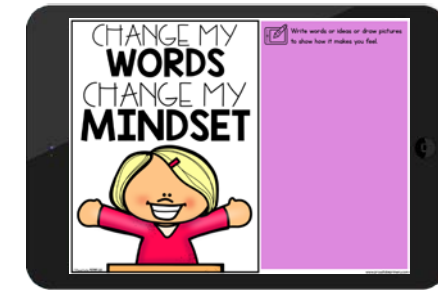 CHANGE MY
WORDS
CHANGE MY
MINDSET
Write words or ideas or draw pictures
to show how it makes you feel.